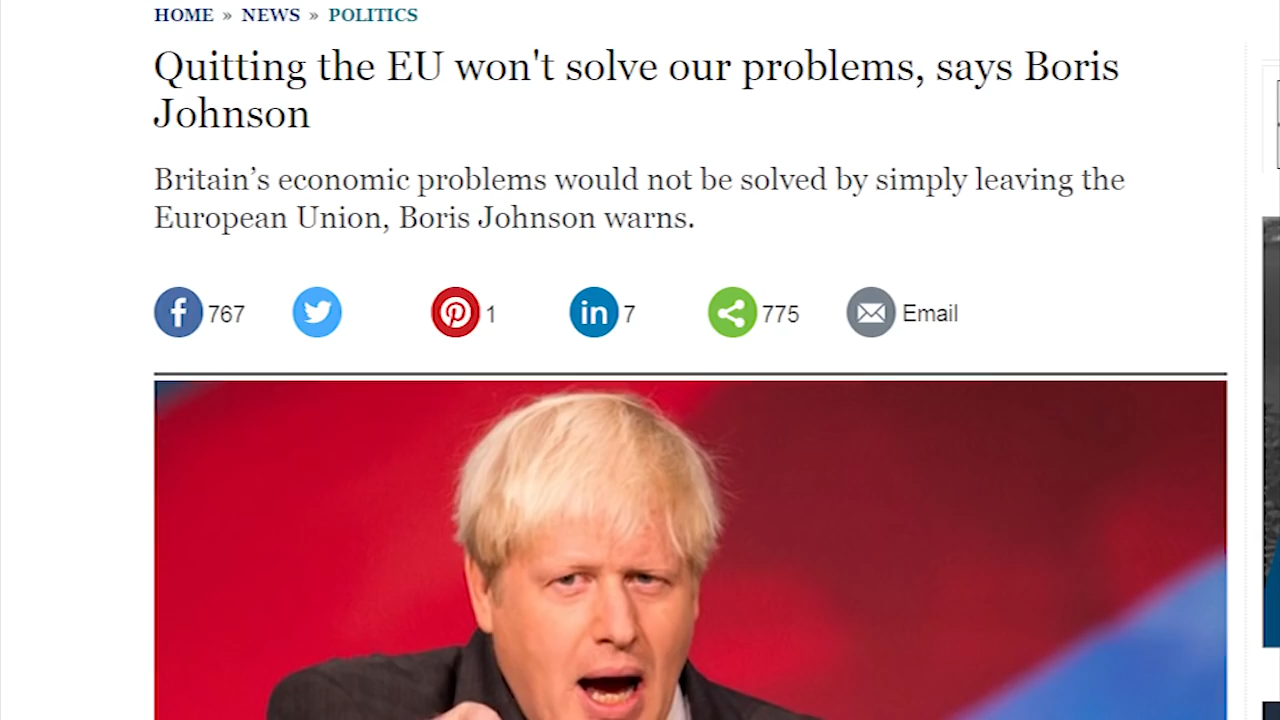 HOME » NEWS » POLITICS
Quitting the EU won't solve our problems, says Boris
Johnson
Britain’s economic problems would not be solved by simply leaving the
European Union, Boris Johnson warns.
f 767 1 in 7 775 Email